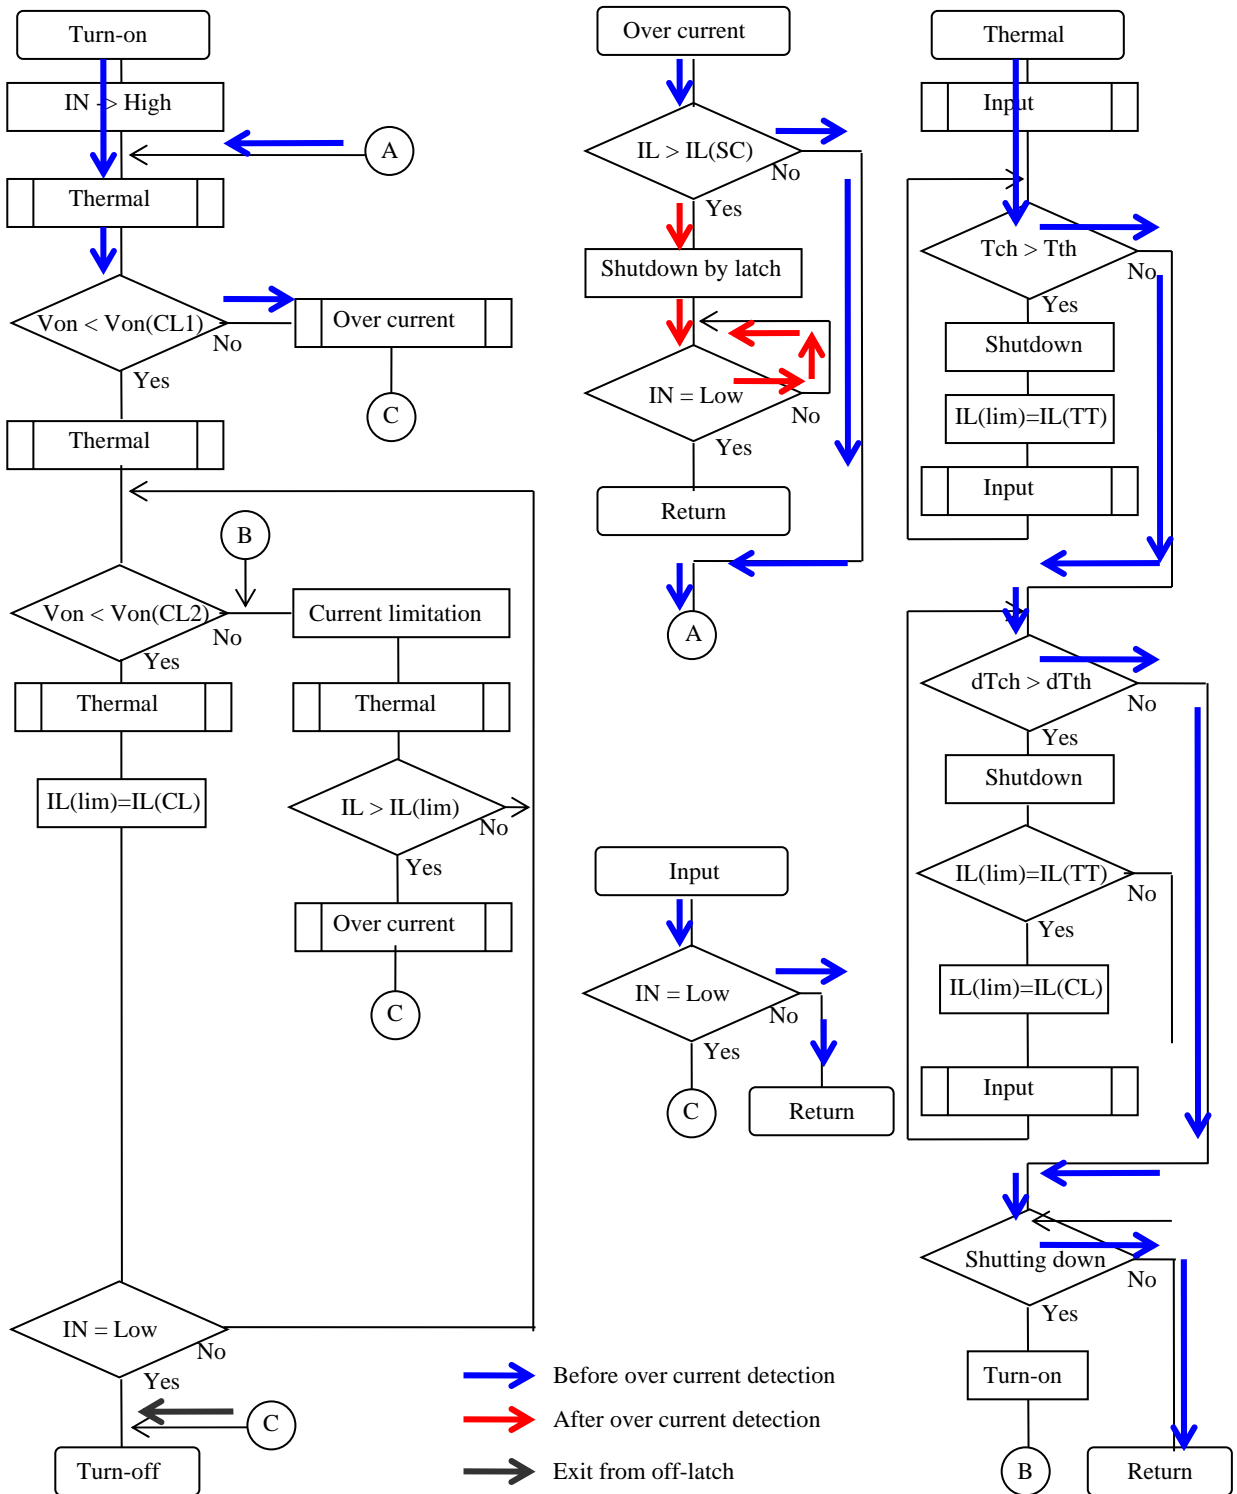 Turn-on
IN -> High
A
Thermal
Von < Von(CL1)
No
Yes
Over current
C
Thermal
B
Von < Von(CL2)
No
Yes
Current limitation
Thermal
Thermal
IL(lim)=IL(CL)
IL > IL(lim)
No
Yes
Over current
C
IN = Low
No
Yes
C
Turn-off
Over current
IL > IL(SC)
No
Yes
Shutdown by latch
IN = Low
No
Yes
Return
A
Input
IN = Low
No
Yes
C
Return
Thermal
Input
Tch > Tth
No
Yes
Shutdown
IL(lim)=IL(TT)
Input
dTch > dTth
No
Yes
Shutdown
IL(lim)=IL(TT)
No
Yes
IL(lim)=IL(CL)
Input
Shutting down
No
Yes
Turn-on
B
Return
Before over current detection
After over current detection
Exit from off-latch